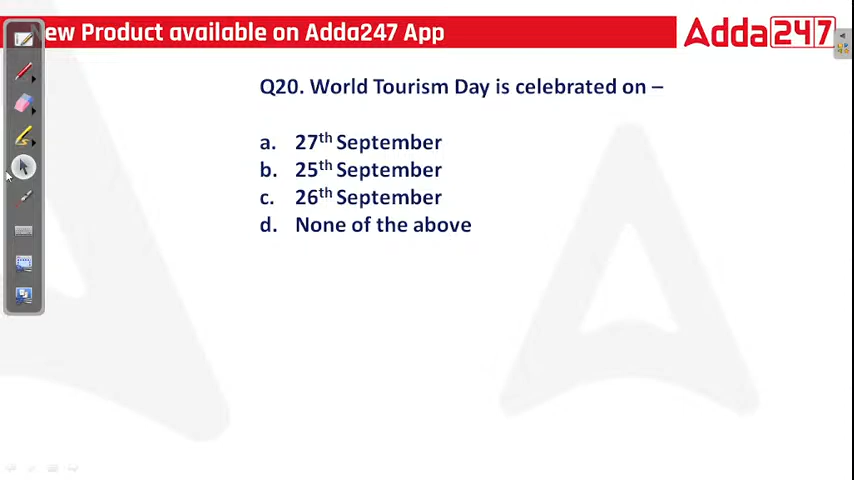 New Product available on Adda247 App
Adda247
Q20. World Tourism Day is celebrated on –
a. 27th September
b. 25th September
c. 26th September
d. None of the above